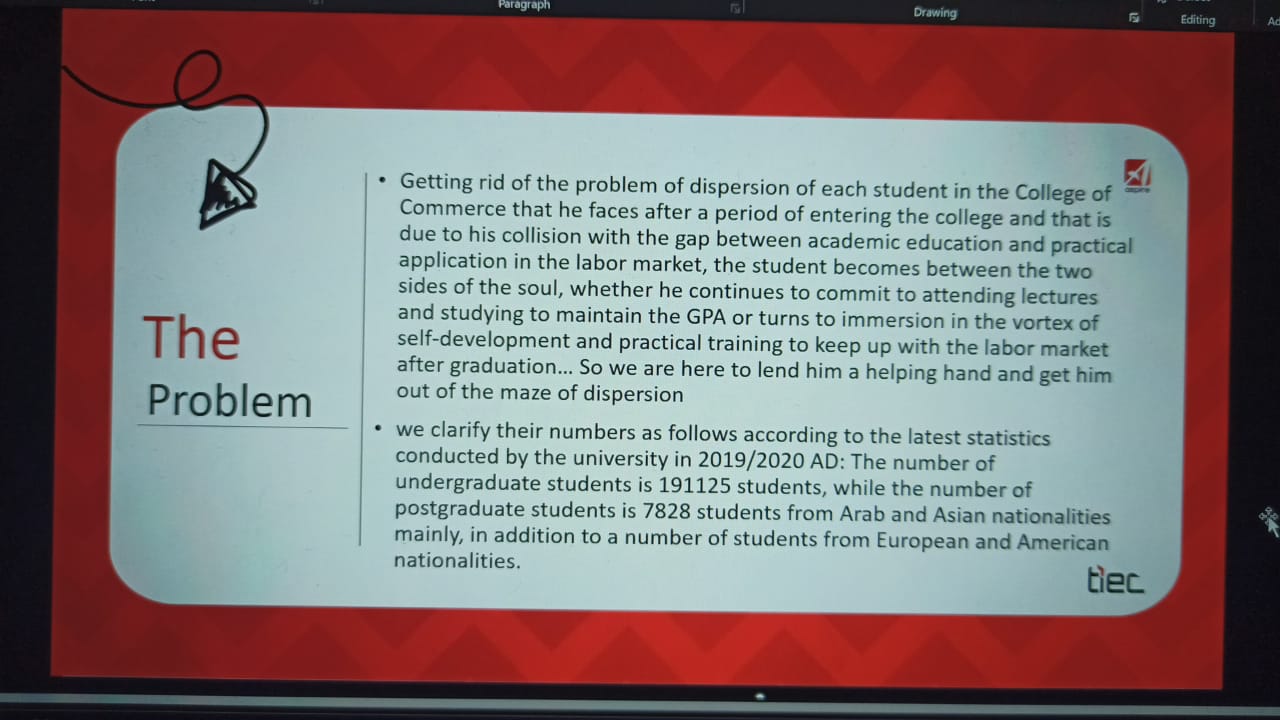 Paragraph
Drawing
Editing
aspire
• Getting rid of the problem of dispersion of each student in the College of
Commerce that he faces after a period of entering the college and that is
due to his collision with the gap between academic education and practical
application in the labor market, the student becomes between the two
sides of the soul, whether he continues to commit to attending lectures
and studying to maintain the GPA or turns to immersion in the vortex of
self-development and practical training to keep up with the labor market
after graduation... So we are here to lend him a helping hand and get him
out of the maze of dispersion
The
Problem
• we clarify their numbers as follows according to the latest statistics
conducted by the university in 2019/2020 AD: The number of
undergraduate students is 191125 students, while the number of
postgraduate students is 7828 students from Arab and Asian nationalities
mainly, in addition to a number of students from European and American
nationalities.
tiec